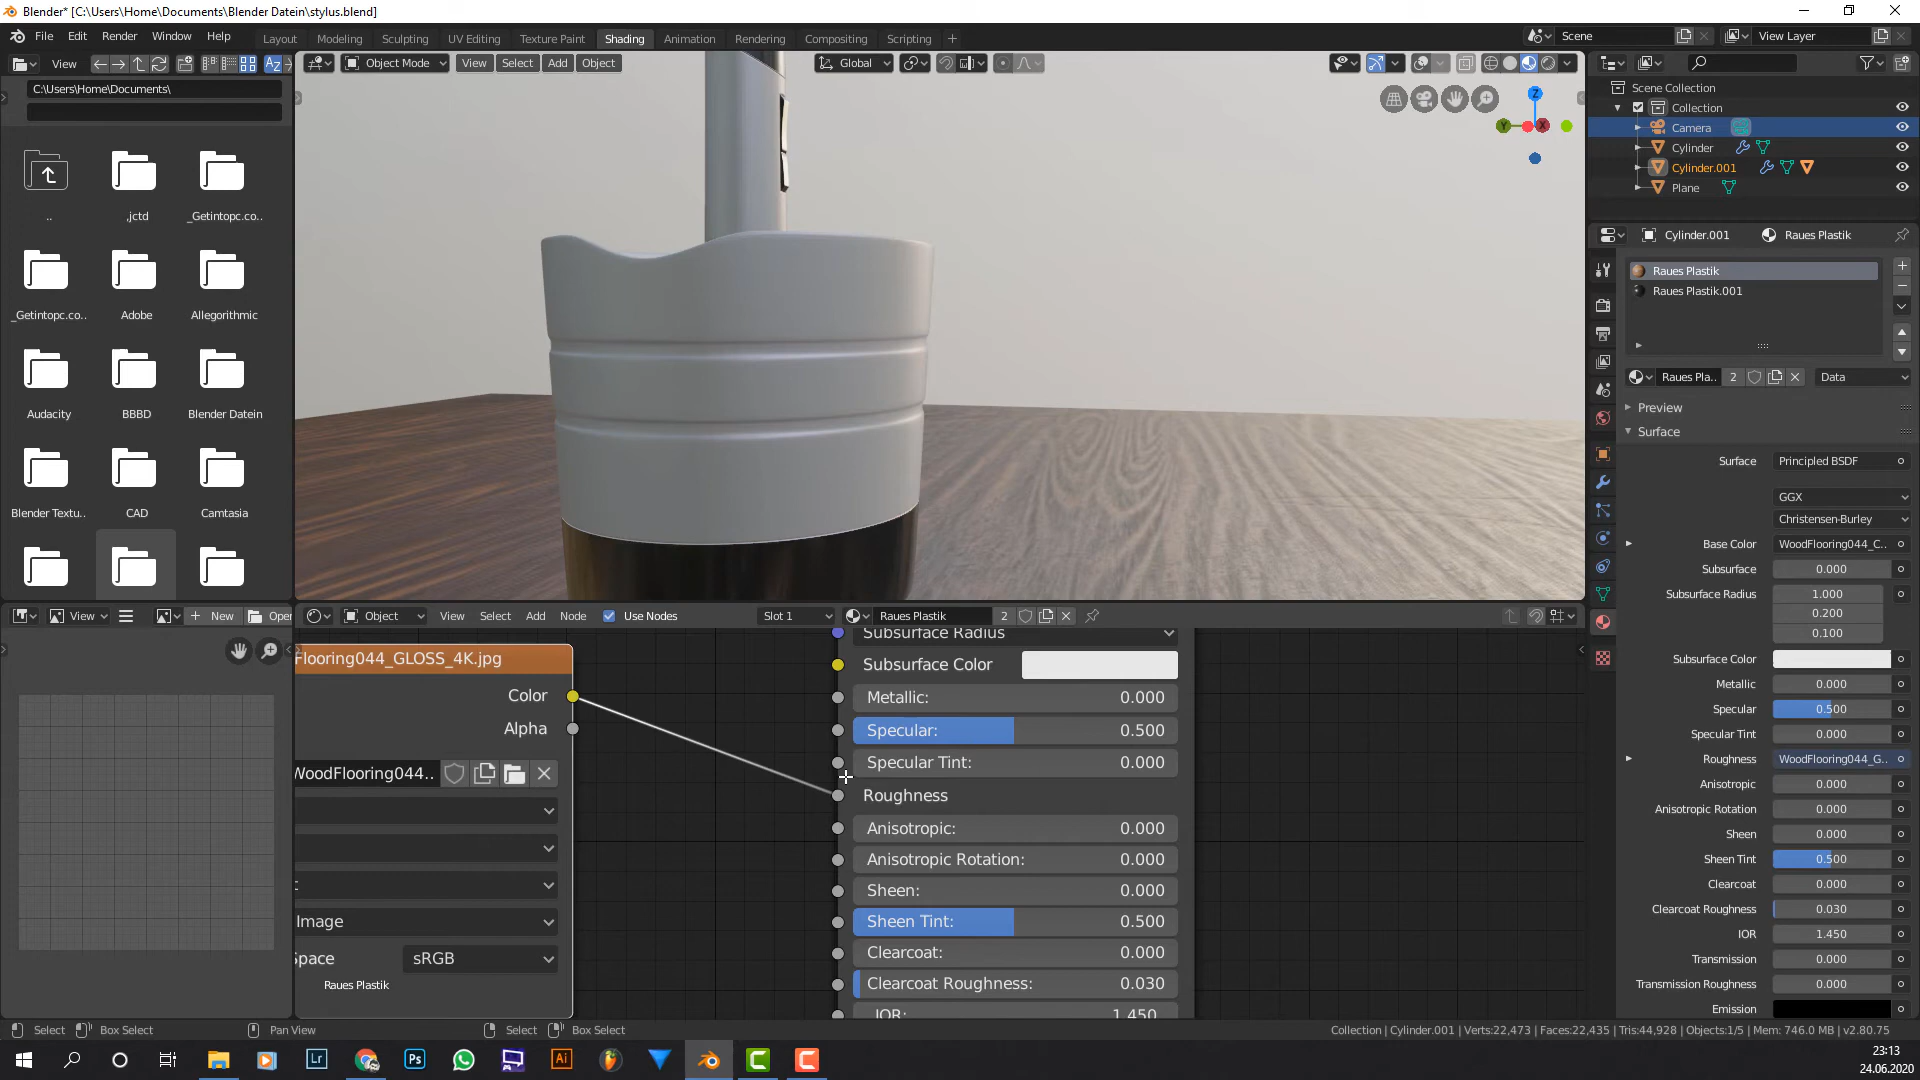 Blender* [C:\Users\Home\Documents\Blender Datein\stylus.blend]
File Edit Render Window Help
Layout Modeling Sculpting UV Editing Texture Paint Shading Animation Rendering Compositing Scripting
Scene View Layer
View
C:\Users\Home\Documents\
Object Mode View Select Add Object Global
..
,jctd
_Getintopc.co..
_Getintopc.co..
Adobe
Allegorithmic
Audacity
BBBD
Blender Datein
Blender Textu..
CAD
Camtasia
Z
Y
X
Scene Collection
Collection
Camera
Cylinder
Cylinder.001
Plane
Cylinder.001 Raues Plastik
Raues Plastik
Raues Plastik.001
Raues Pla.. 2 Data
Preview
Surface
Surface Principled BSDF
GGX
Christensen-Burley
Base Color WoodFlooring044_C..
Subsurface 0.000
Subsurface Radius 1.000
0.200
0.100
Subsurface Color
Metallic 0.000
Specular 0.500
Specular Tint 0.000
Roughness WoodFlooring044_G..
Anisotropic 0.000
Anisotropic Rotation 0.000
Sheen 0.000
Sheen Tint 0.500
Clearcoat 0.000
Clearcoat Roughness 0.030
IOR 1.450
Transmission 0.000
Transmission Roughness 0.000
Emission
View New Open
Object View Select Add Node Use Nodes Slot 1 Raues Plastik 2
Flooring044_GLOSS_4K.jpg
Color
Alpha
WoodFlooring044..
Image
Space sRGB
Raues Plastik
Subsurface Radius
Subsurface Color
Metallic: 0.000
Specular: 0.500
Specular Tint: 0.000
Roughness
Anisotropic: 0.000
Anisotropic Rotation: 0.000
Sheen: 0.000
Sheen Tint: 0.500
Clearcoat: 0.000
Clearcoat Roughness: 0.030
IOR: 1.450
Select Box Select Pan View Select Box Select
Collection | Cylinder.001 | Verts:22,473 | Faces:22,435 | Tris:44,928 | Objects:1/5 | Mem: 746.0 MB | v2.80.75
Lr Ps Ai
23:13
24.06.2020